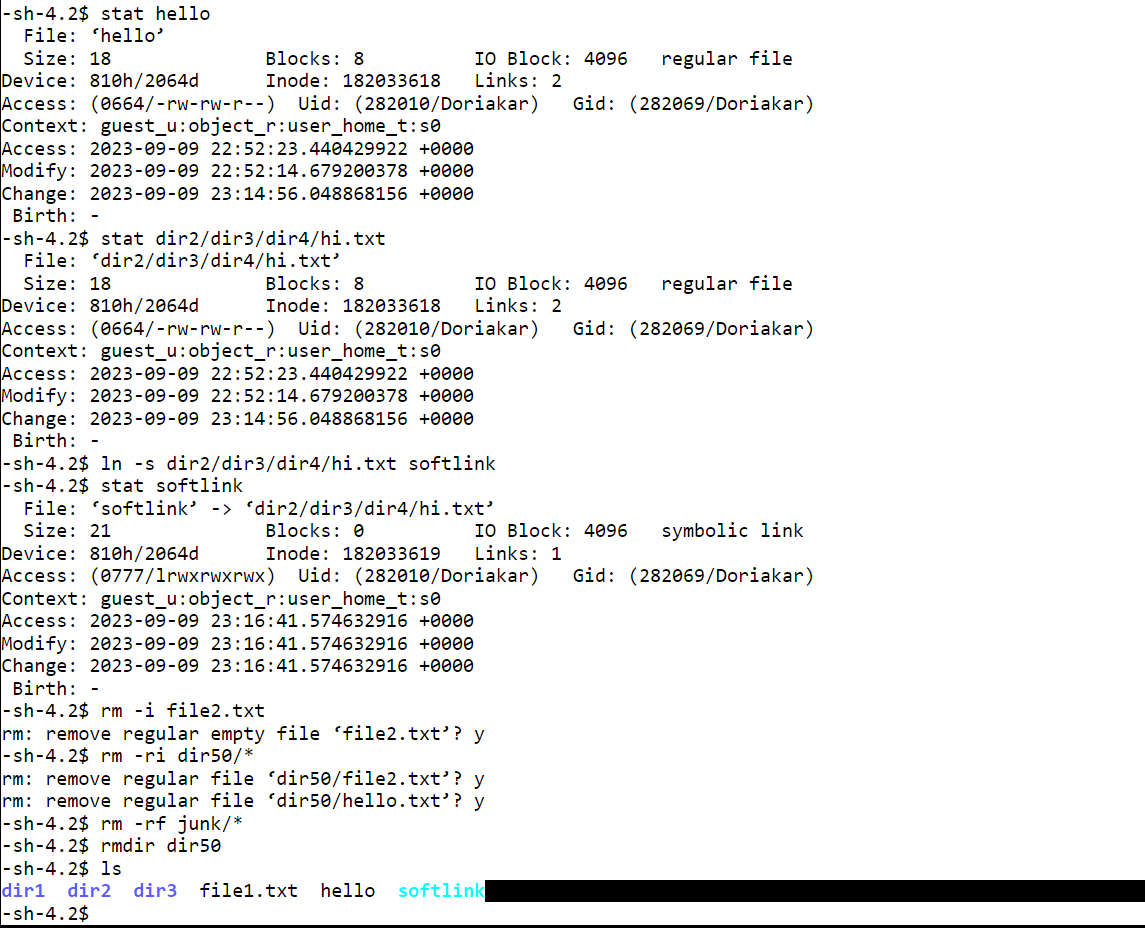 -sh-4.2$ stat hello
  File: ‘hello’
  Size: 18              Blocks: 8          IO Block: 4096   regular file
Device: 810h/2064d      Inode: 182033618   Links: 2
Access: (0664/-rw-rw-r--)  Uid: (282010/Doriakar)   Gid: (282069/Doriakar)
Context: guest_u:object_r:user_home_t:s0
Access: 2023-09-09 22:52:23.440429922 +0000
Modify: 2023-09-09 22:52:14.679200378 +0000
Change: 2023-09-09 23:14:56.048868156 +0000
 Birth: -
-sh-4.2$ stat dir2/dir3/dir4/hi.txt
  File: ‘dir2/dir3/dir4/hi.txt’
  Size: 18              Blocks: 8          IO Block: 4096   regular file
Device: 810h/2064d      Inode: 182033618   Links: 2
Access: (0664/-rw-rw-r--)  Uid: (282010/Doriakar)   Gid: (282069/Doriakar)
Context: guest_u:object_r:user_home_t:s0
Access: 2023-09-09 22:52:23.440429922 +0000
Modify: 2023-09-09 22:52:14.679200378 +0000
Change: 2023-09-09 23:14:56.048868156 +0000
 Birth: -
-sh-4.2$ ln -s dir2/dir3/dir4/hi.txt softlink
-sh-4.2$ stat softlink
  File: ‘softlink’ -> ‘dir2/dir3/dir4/hi.txt’
  Size: 21              Blocks: 0          IO Block: 4096   symbolic link
Device: 810h/2064d      Inode: 182033619   Links: 1
Access: (0777/lrwxrwxrwx)  Uid: (282010/Doriakar)   Gid: (282069/Doriakar)
Context: guest_u:object_r:user_home_t:s0
Access: 2023-09-09 23:16:41.574632916 +0000
Modify: 2023-09-09 23:16:41.574632916 +0000
Change: 2023-09-09 23:16:41.574632916 +0000
 Birth: -
-sh-4.2$ rm -i file2.txt
rm: remove regular empty file ‘file2.txt’? y
-sh-4.2$ rm -ri dir50/*
rm: remove regular file ‘dir50/file2.txt’? y
rm: remove regular file ‘dir50/hello.txt’? y
-sh-4.2$ rm -rf junk/*
-sh-4.2$ rmdir dir50
-sh-4.2$ ls
dir1  dir2  dir3  file1.txt  hello  softlink
-sh-4.2$